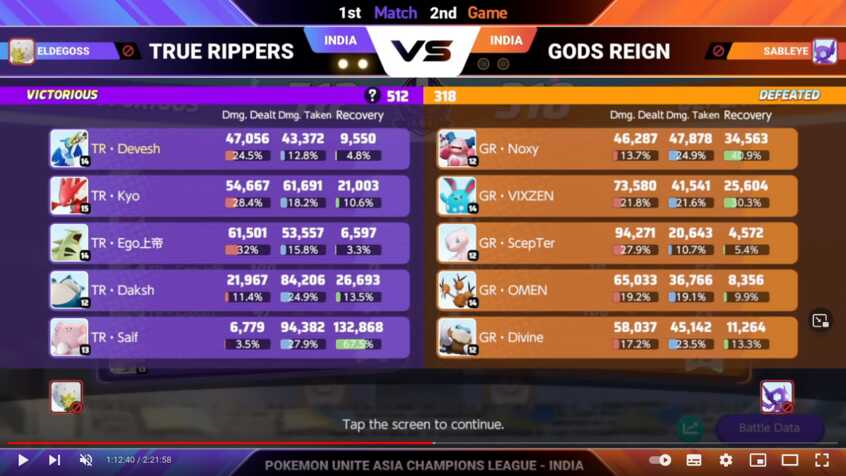 1st Match 2nd Game
ELDEGOSS TRUE RIPPERS INDIA VS INDIA GODS REIGN SABLEYE
VICTORIOUS ? 512 318 DEFEATED
Dmg. Dealt Dmg. Taken Recovery Dmg. Dealt Dmg. Taken Recovery
47,056 43,372 9,550 46,287 47,878 34,563
TR・Devesh GR・Noxy
14 24.5% 12.8% 4.8% 12 13.7% 24.9% 40.9%
54,667 61,691 21,003 73,580 41,541 25,604
TR・Kyo GR・VIXZEN
15 28.4% 18.2% 10.6% 14 21.8% 21.6% 30.3%
61,501 53,557 6,597 94,271 20,643 4,572
TR・Ego上帝 GR・ScepTer
14 32% 15.8% 3.3% 12 27.9% 10.7% 5.4%
21,967 84,206 26,693 65,033 36,766 8,356
TR・Daksh GR・OMEN
12 11.4% 24.9% 13.5% 14 19.2% 19.1% 9.9%
6,779 94,382 132,868 58,037 45,142 11,264
TR・Saif GR・Divine
13 3.5% 27.9% 67.5% 12 17.2% 23.5% 13.3%
Tap the screen to continue.
Battle Data
1:12:40 / 2:21:58
POKEMON UNITE ASIA CHAMPIONS LEAGUE - INDIA